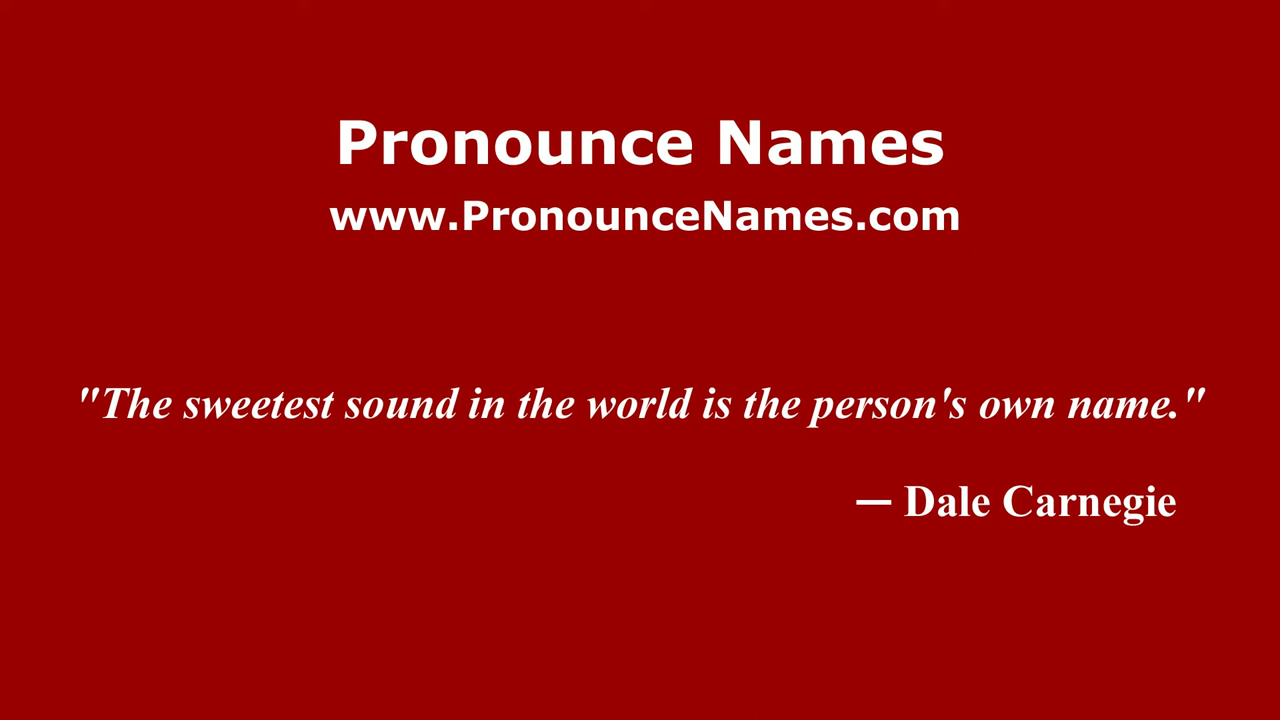 Pronounce Names
www.PronounceNames.com
"The sweetest sound in the world is the person's own name."
— Dale Carnegie